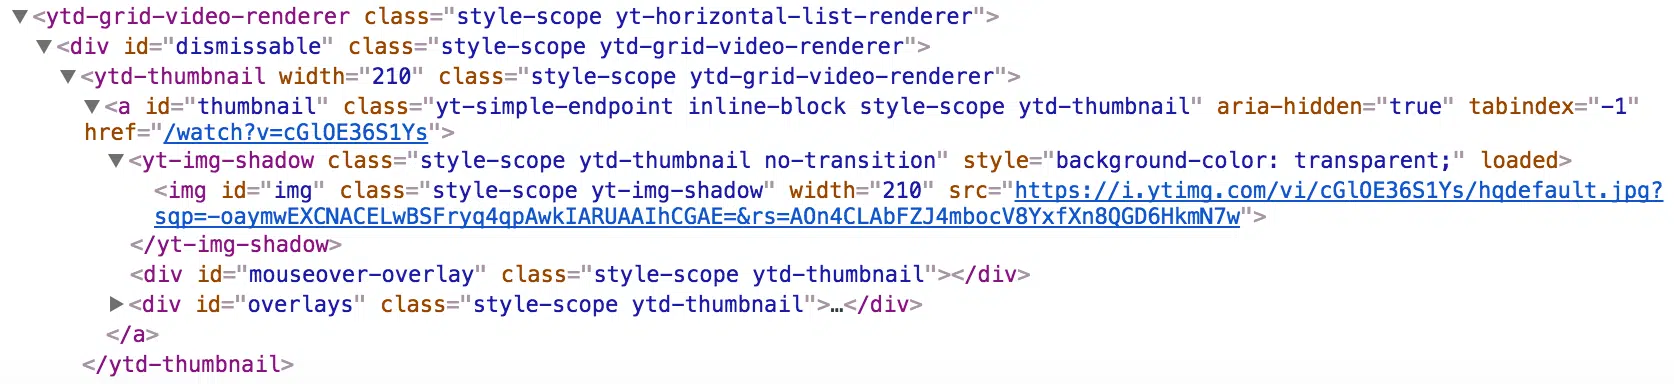 ▼<ytd-grid-video-renderer class="style-scope yt-horizontal-list-renderer">
▼<div id="dismissable" class="style-scope ytd-grid-video-renderer">
▼<ytd-thumbnail width="210" class="style-scope ytd-grid-video-renderer">
▼<a id="thumbnail" class="yt-simple-endpoint inline-block style-scope ytd-thumbnail" aria-hidden="true" tabindex="-1"
href="/watch?v=cGlOE36S1Ys">
▼<yt-img-shadow class="style-scope ytd-thumbnail no-transition" style="background-color: transparent;" loaded>
<img id="img" class="style-scope yt-img-shadow" width="210" src="https://i.ytimg.com/vi/cGlOE36S1Ys/hqdefault.jpg?
sqp=-oaymwEXCNACELwBSFryq4qpAwkIARUAAIhCGAE=&rs=AOn4CLAbFZJ4mbocV8YxfXn8QGD6HkmN7w">
</yt-img-shadow>
<div id="mouseover-overlay" class="style-scope ytd-thumbnail"></div>
▶<div id="overlays" class="style-scope ytd-thumbnail">…</div>
</a>
</ytd-thumbnail>